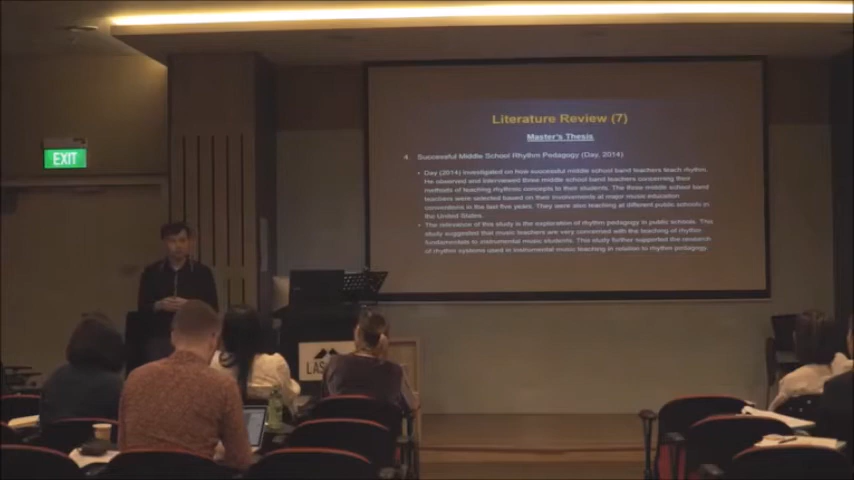 EXIT
Literature Review (7)
Master's Thesis
4. Successful Middle School Rhythm Pedagogy (Day, 2014)
• Day (2014) investigated on how successful middle school band teachers teach rhythm.
He observed and interviewed three middle school band teachers concerning their
methods of teaching rhythmic concepts to their students. The three middle school band
teachers were selected based on their involvements at major music education
conventions in the last five years. They were also teaching at different public schools in
the United States.
• The relevance of this study is the exploration of rhythm pedagogy in public schools. This
study suggested that music teachers are very concerned with the teaching of rhythm
fundamentals to instrumental music students. This study further supported the research
of rhythm systems used in instrumental music teaching in relation to rhythm pedagogy.
LAS